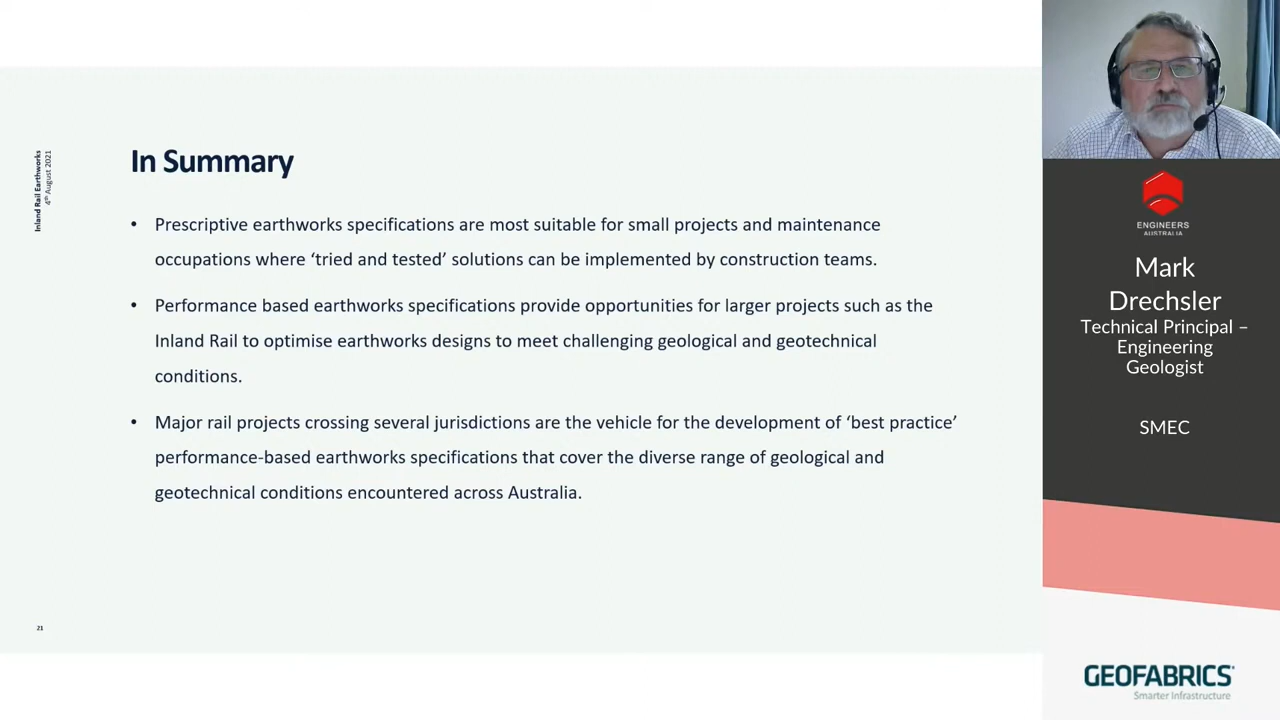 Inland Rail Earthworks
4th August 2021
In Summary
• Prescriptive earthworks specifications are most suitable for small projects and maintenance
occupations where ‘tried and tested’ solutions can be implemented by construction teams.
• Performance based earthworks specifications provide opportunities for larger projects such as the
Inland Rail to optimise earthworks designs to meet challenging geological and geotechnical
conditions.
• Major rail projects crossing several jurisdictions are the vehicle for the development of ‘best practice’
performance-based earthworks specifications that cover the diverse range of geological and
geotechnical conditions encountered across Australia.
21
ENGINEERS
AUSTRALIA
Mark
Drechsler
Technical Principal –
Engineering
Geologist
SMEC
GEOFABRICS
Smarter Infrastructure